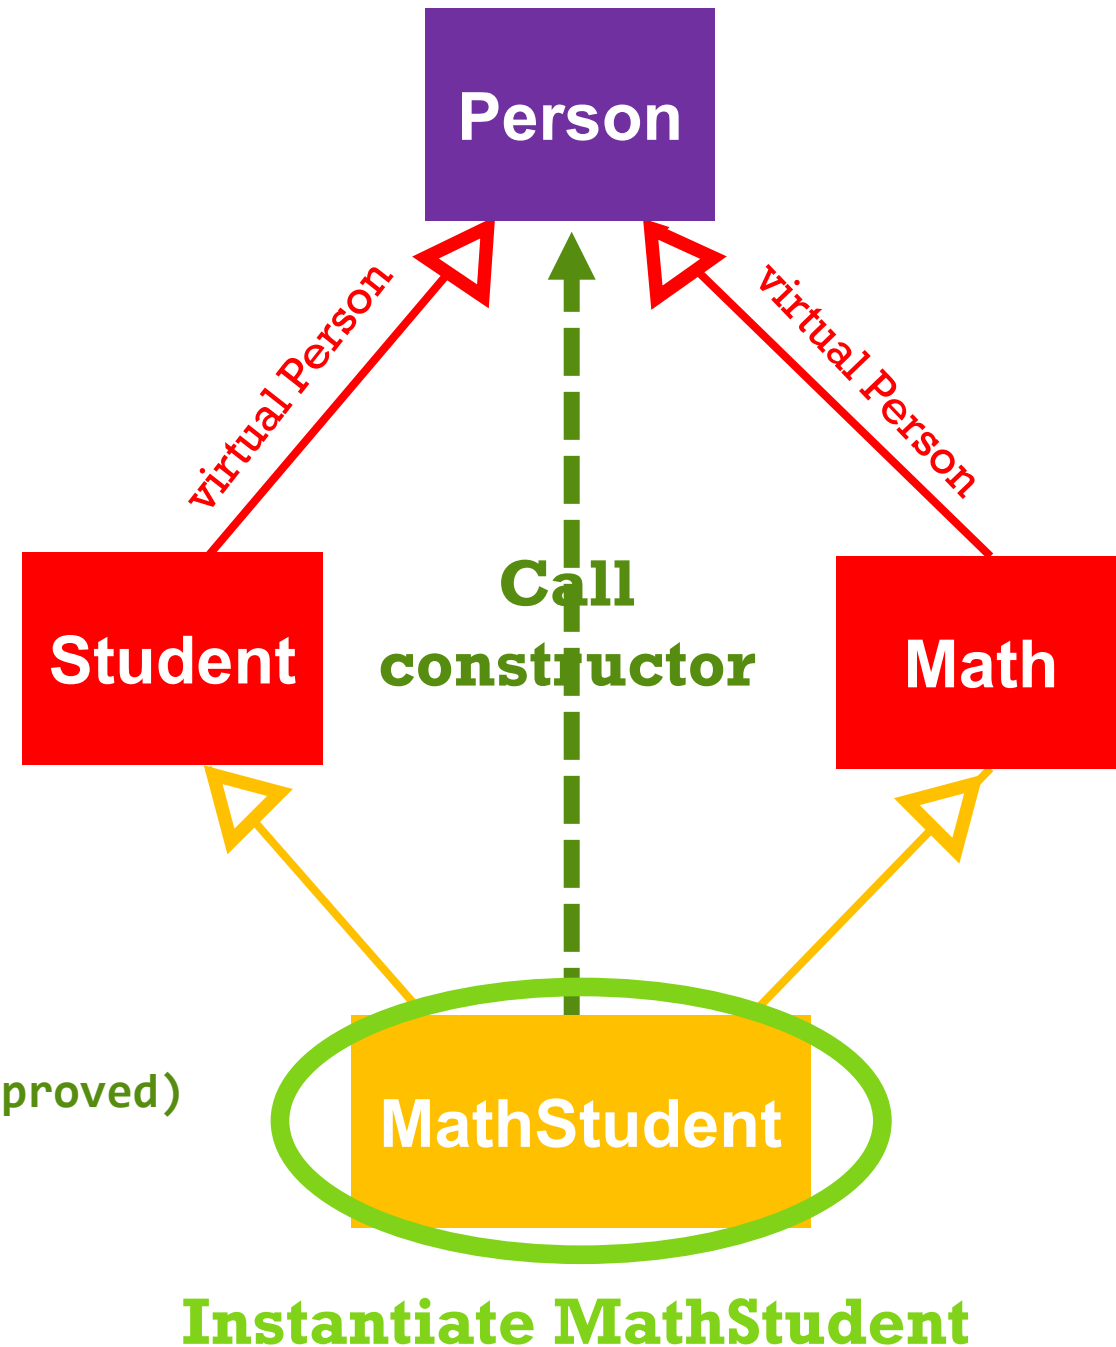 Person
virtual Person
virtual Person
Call
constructor
Student
Math
proved)
MathStudent
Instantiate MathStudent